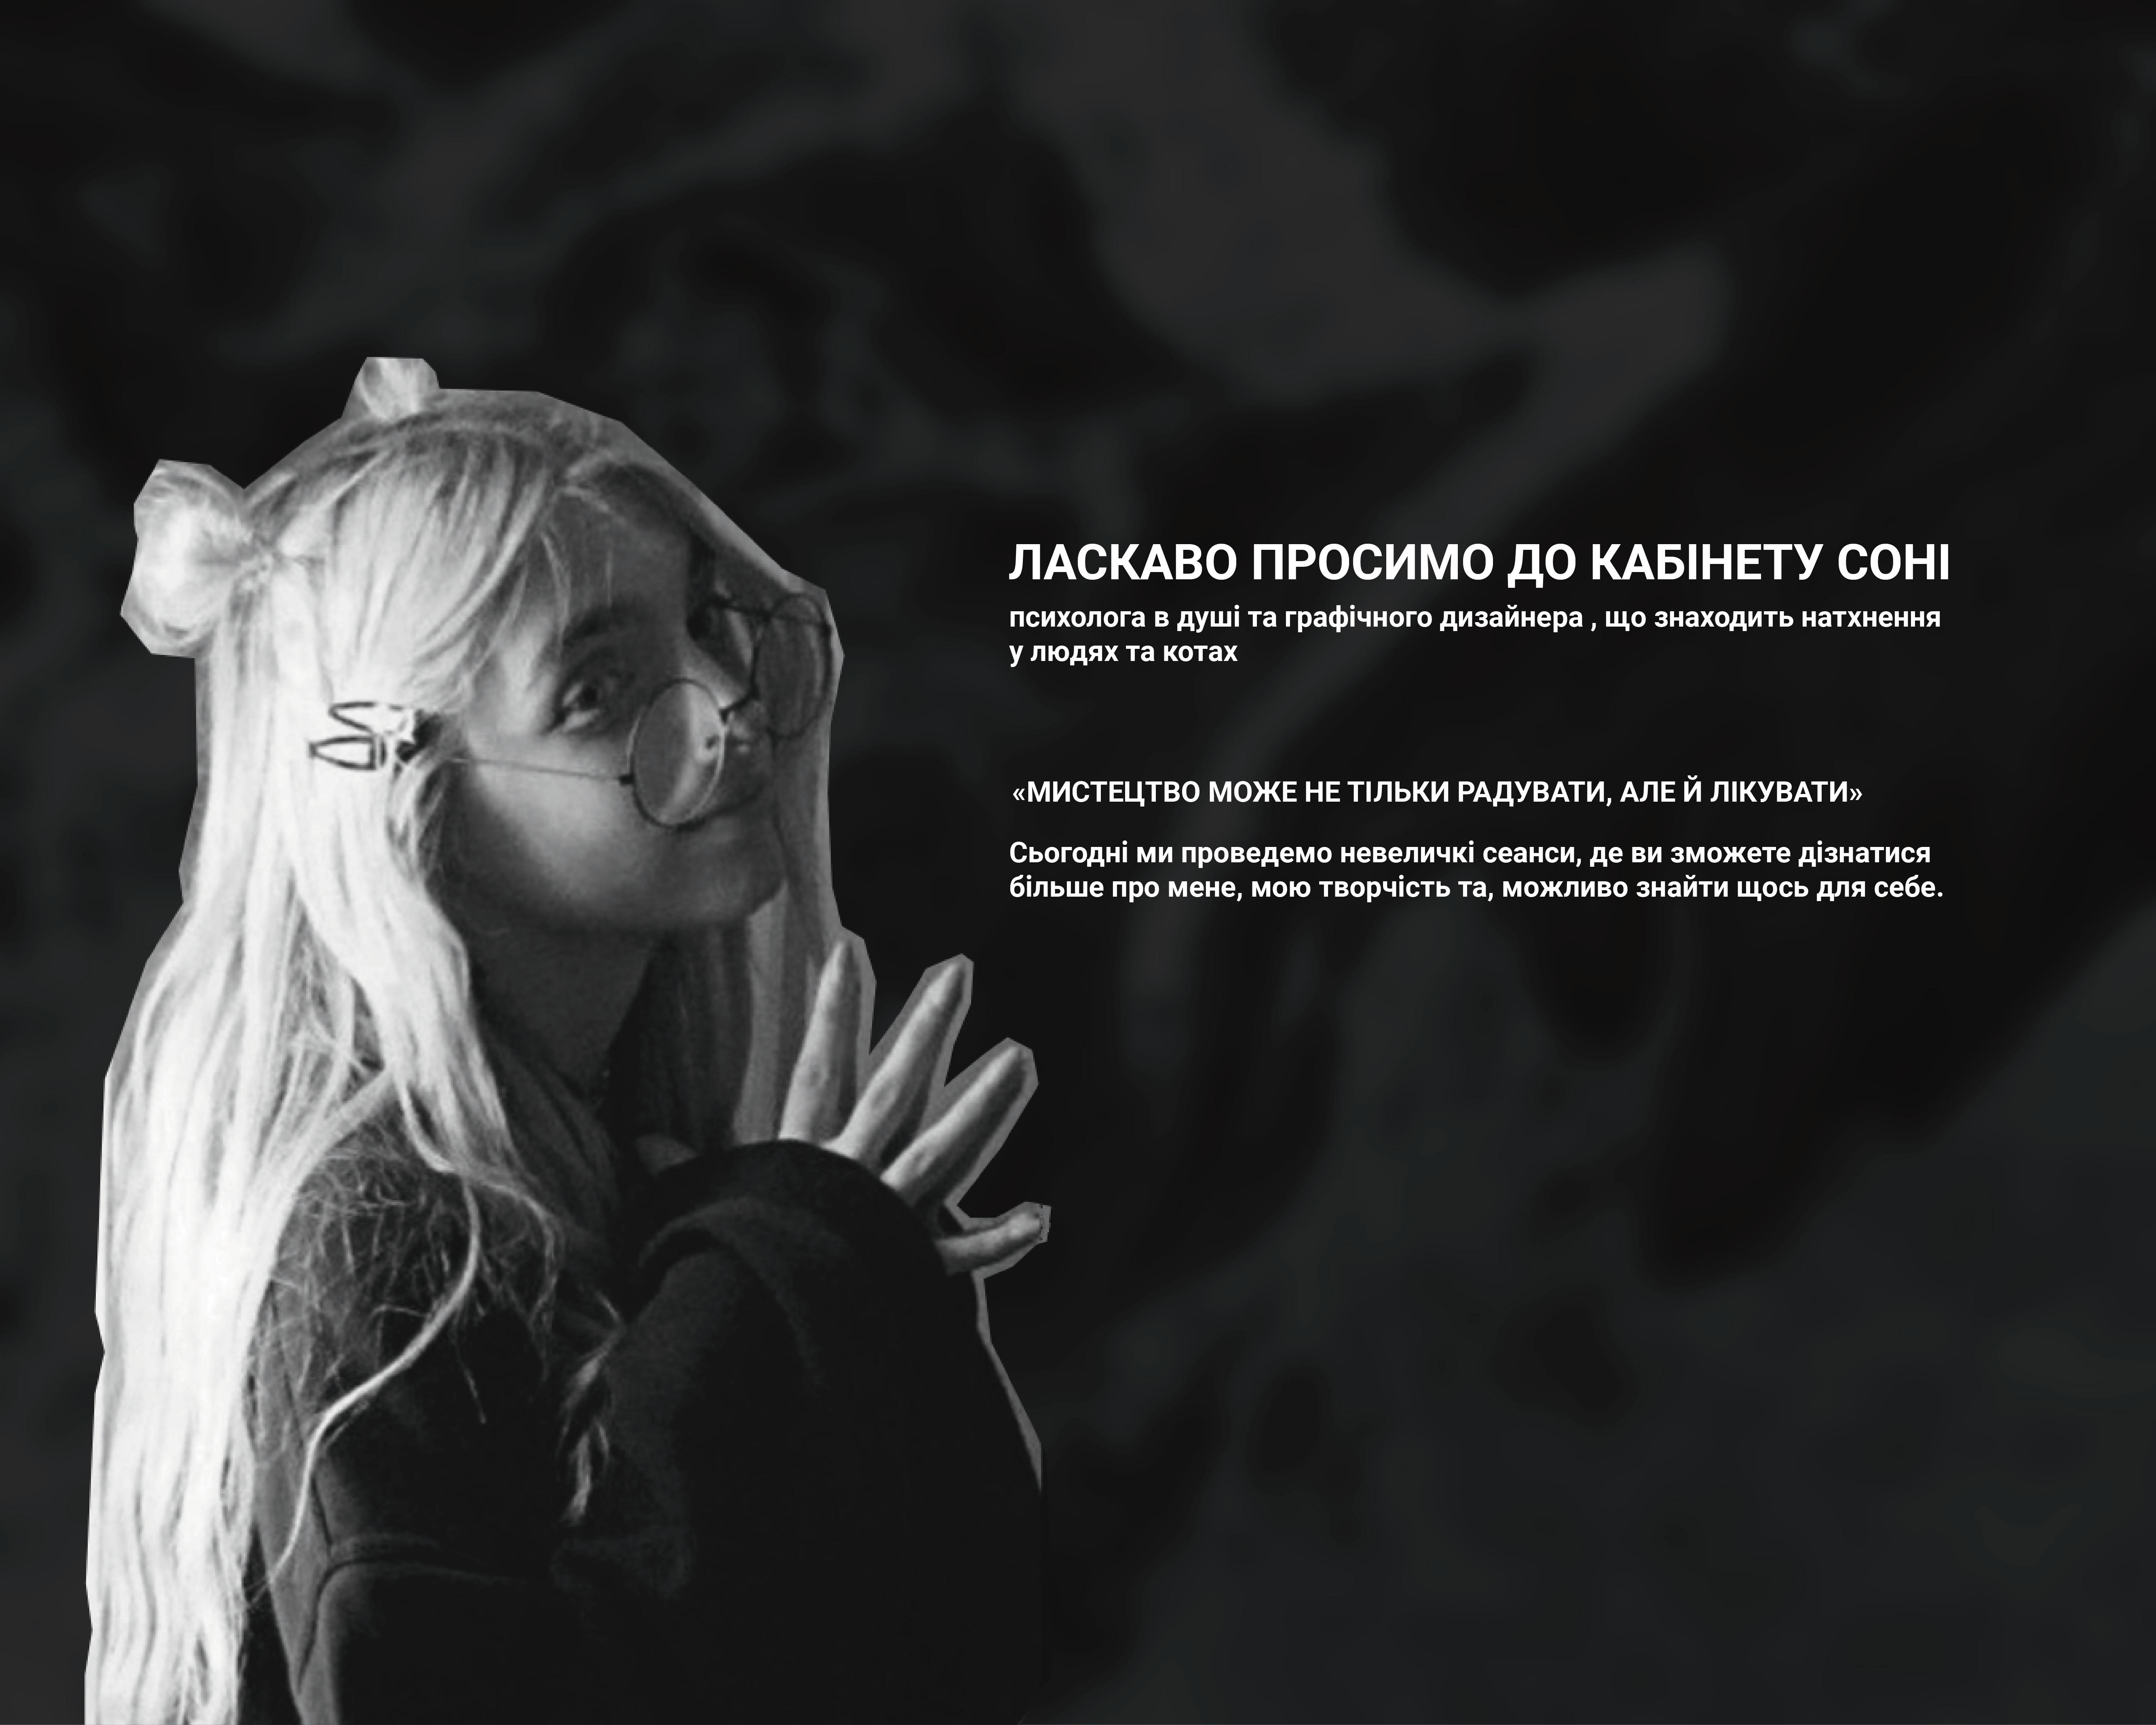 ЛАСКАВО ПРОСИМО ДО КАБІНЕТУ СОНІ
психолога в душі та графічного дизайнера , що знаходить натхнення
у людях та котах
«МИСТЕЦТВО МОЖЕ НЕ ТІЛЬКИ РАДУВАТИ, АЛЕ Й ЛІКУВАТИ»
Сьогодні ми проведемо невеличкі сеанси, де ви зможете дізнатися
більше про мене, мою творчість та, можливо знайти щось для себе.